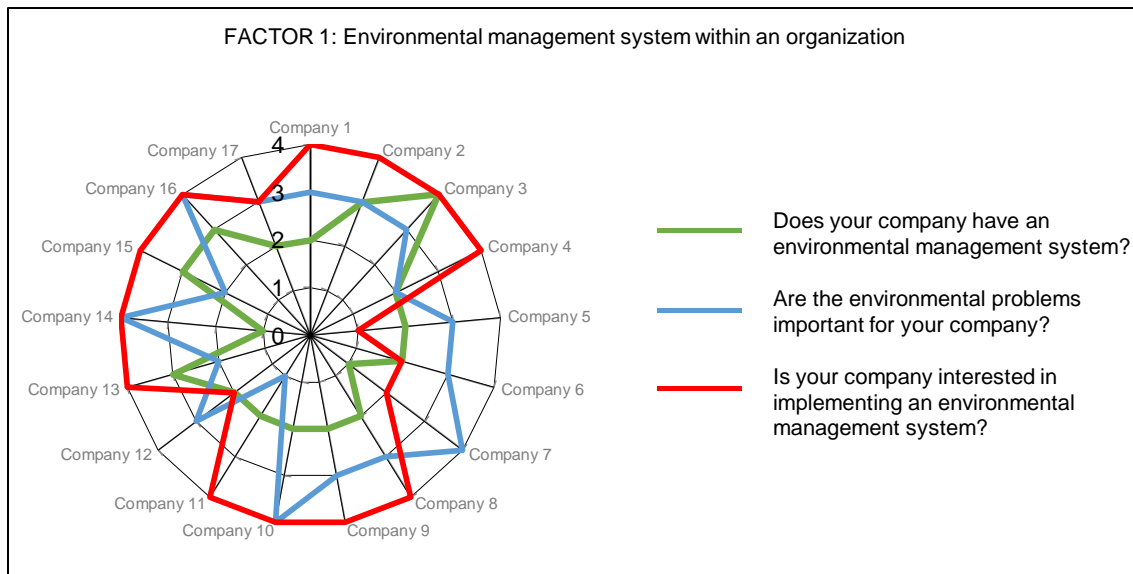 FACTOR 1: Environmental management system within an organization
Company 1
Company 2
Company 3
Company 4
Company 5
Company 6
Company 7
Company 8
Company 9
Company 10
Company 11
Company 12
Company 13
Company 14
Company 15
Company 16
Company 17
4
3
2
1
0
Does your company have an
environmental management system?
Are the environmental problems
important for your company?
Is your company interested in
implementing an environmental
management system?